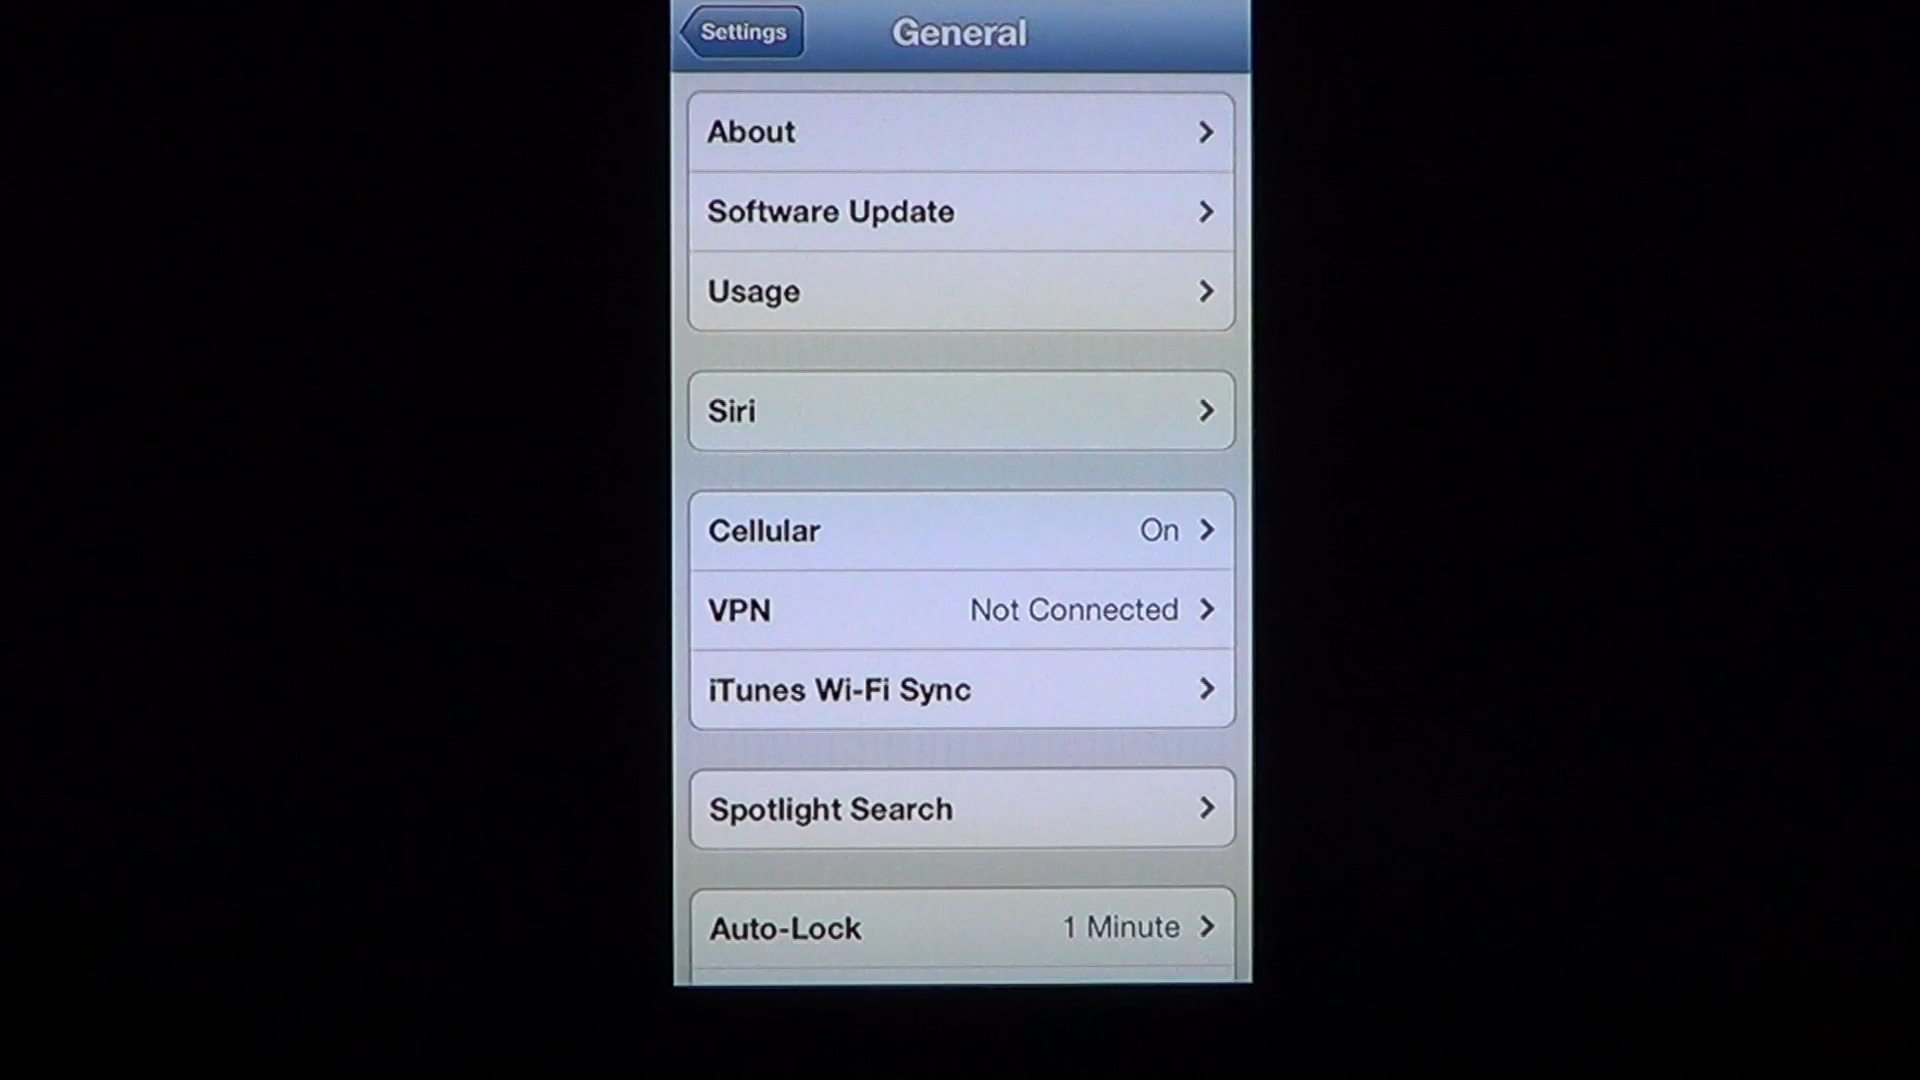 Settings
General
About
Software Update
Usage
Siri
Cellular On
VPN Not Connected
iTunes Wi-Fi Sync
Spotlight Search
Auto-Lock 1 Minute